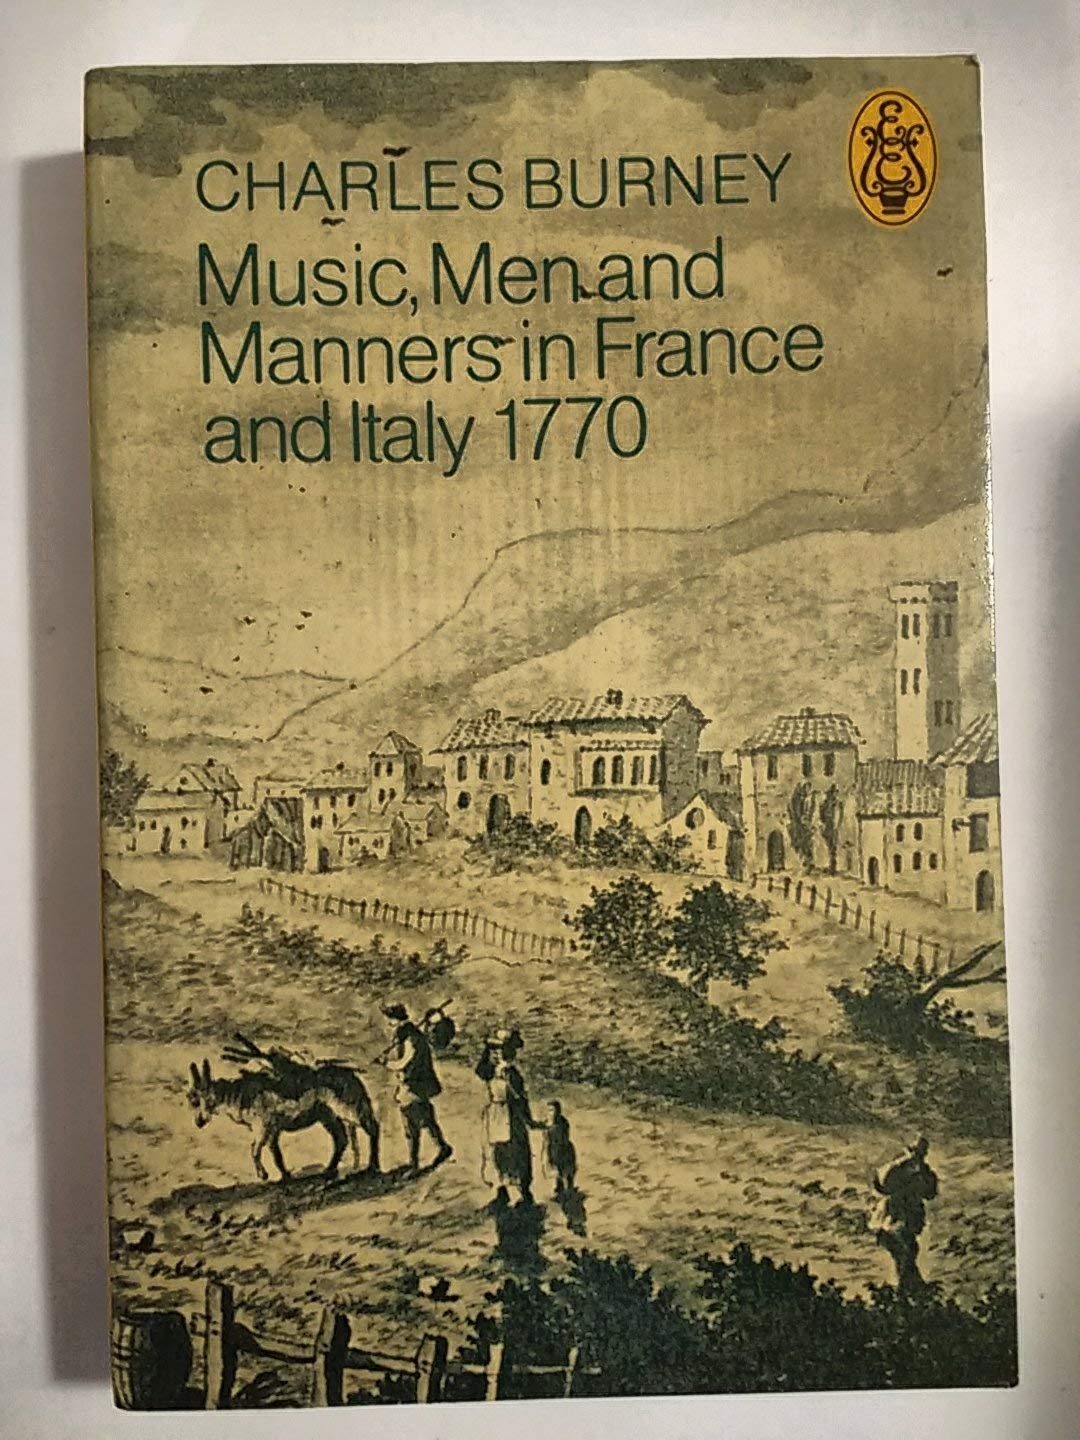 CHARLES BURNEY
Music, Men and
Manners in France
and Italy 1770